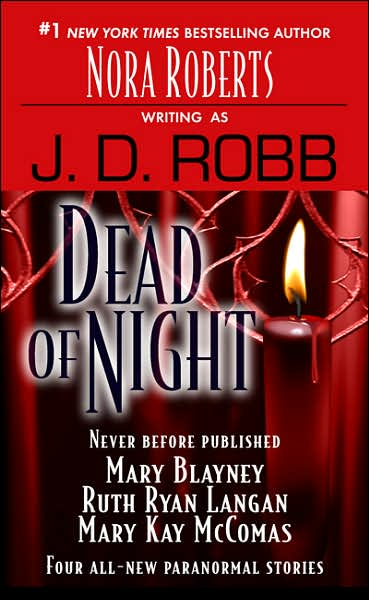 #1 NEW YORK TIMES BESTSELLING AUTHOR
NORA ROBERTS
WRITING AS
J. D. ROBB
DEAD
OF NIGHT
NEVER BEFORE PUBLISHED
MARY BLAYNEY
RUTH RYAN LANGAN
MARY KAY MCCOMAS
FOUR ALL-NEW PARANORMAL STORIES